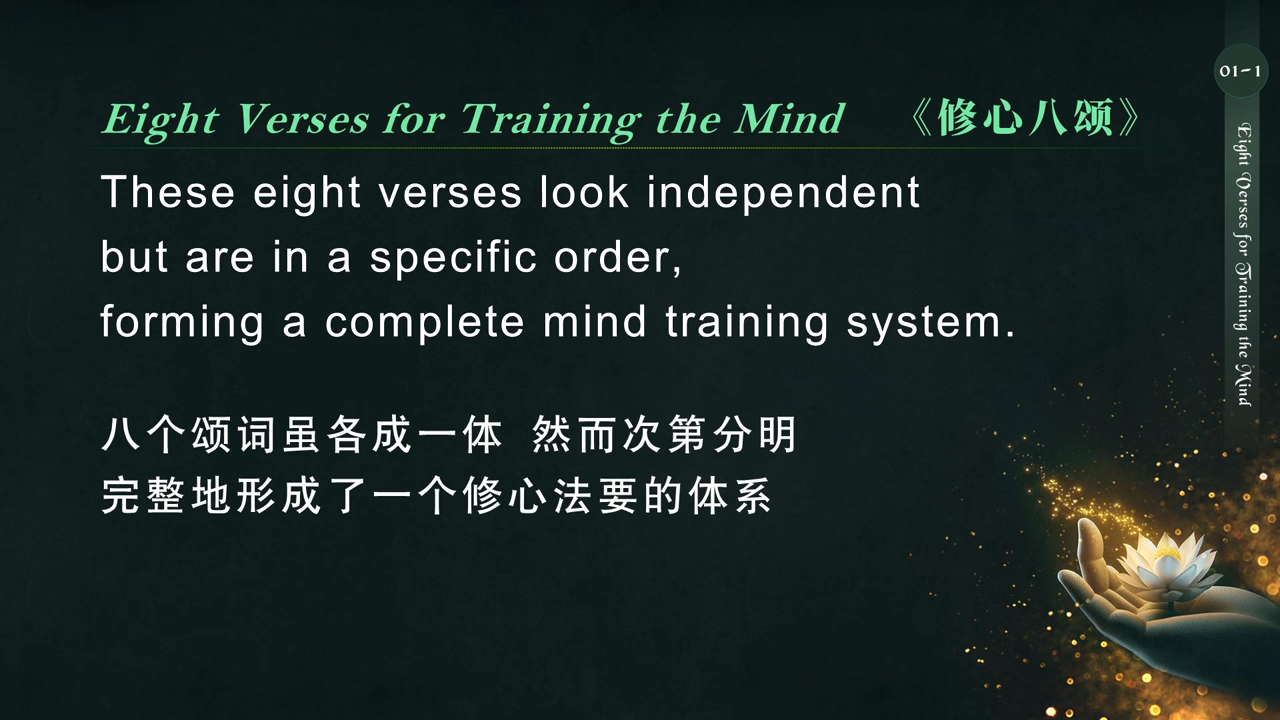 Eight Verses for Training the Mind 《修心八颂》
These eight verses look independent
but are in a specific order,
forming a complete mind training system.
八个颂词虽各成一体 然而次第分明
完整地形成了一个修心法要的体系
01-1
Eight Verses for Training the Mind